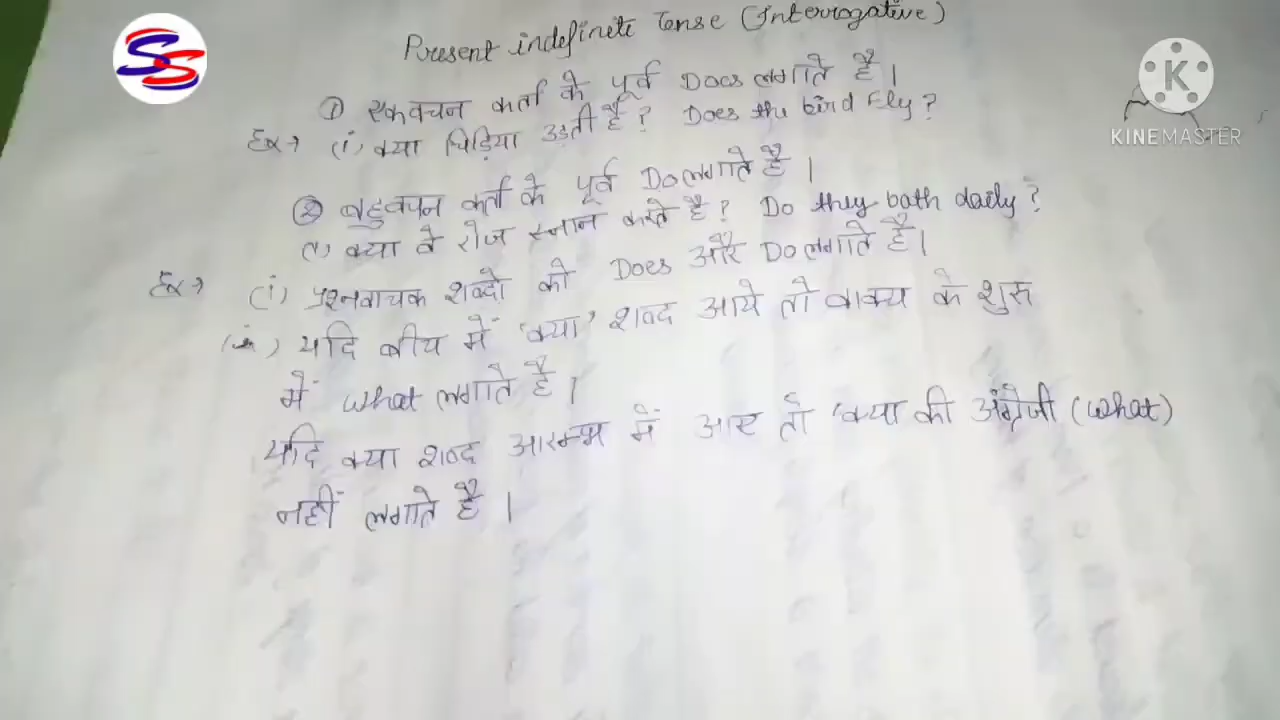 SS
Present indefinite Tense (Interrogative)
① एकवचन कर्ता के पूर्व Does लगाते है।
Ex→ (i) क्या चिड़िया उड़ती है? Does the bird Fly?
② बहुवचन कर्ता के पूर्व Do लगाते है।
क्या वे रोज स्नान करते है? Do they bath daily?
Ex→ (i) प्रश्नवाचक शब्दो को Does और Do लगाते है।
यदि बीच में 'क्या' शब्द आये तो वाक्य के शुरु
में what लगाते है।
यदि क्या शब्द आरम्भ में आए तो 'क्या की अंग्रेजी (what)
नहीं लगाते है।
K
KINEMASTER